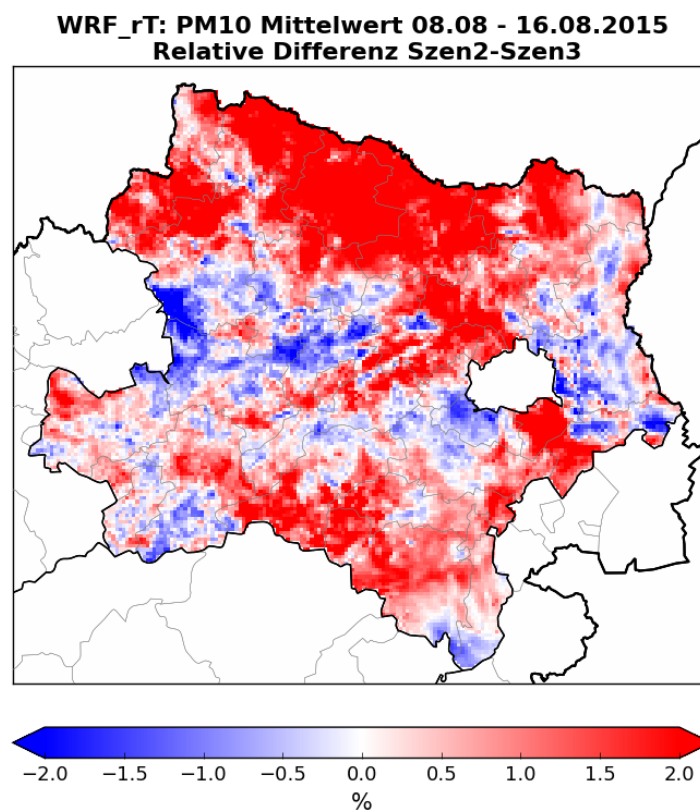 WRF_rT: PM10 Mittelwert 08.08 - 16.08.2015
Relative Differenz Szen2-Szen3
−2.0 −1.5 −1.0 −0.5 0.0 0.5 1.0 1.5 2.0
%